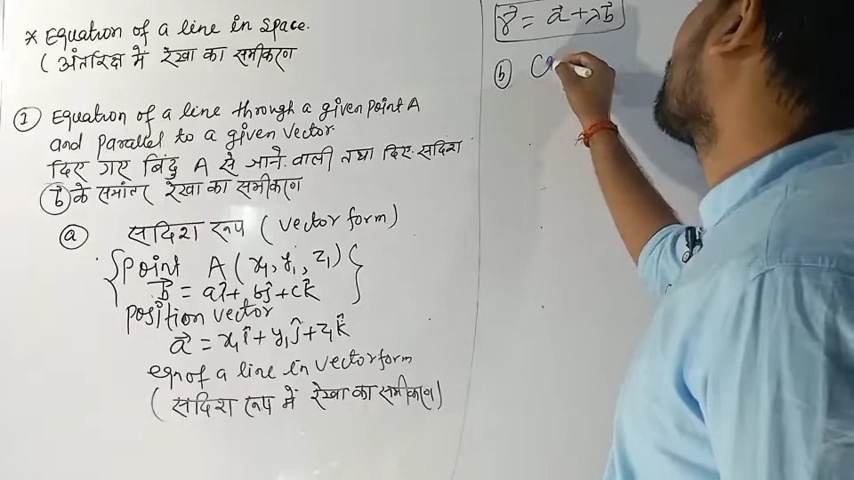 * Equation of a line in space.
( अंतरिक्ष में रेखा का समीकरण
① Equation of a line through a given point A
and parallel to a given vector.
दिए गए बिंदु A से जाने वाली तथा दिए सदिश
b⃗ के समांतर रेखा का समीकरण
ⓐ सदिश रूप ( vector form)
{ point A (x₁, y₁, z₁) }
b⃗ = aî + bĵ + ck̂
position vector
a⃗ = x₁î + y₁ĵ + z₁k̂
eqn of a line in vector form
( सदिश रूप में रेखा का समीकरण)
r⃗ = a⃗ + λb⃗
ⓑ C